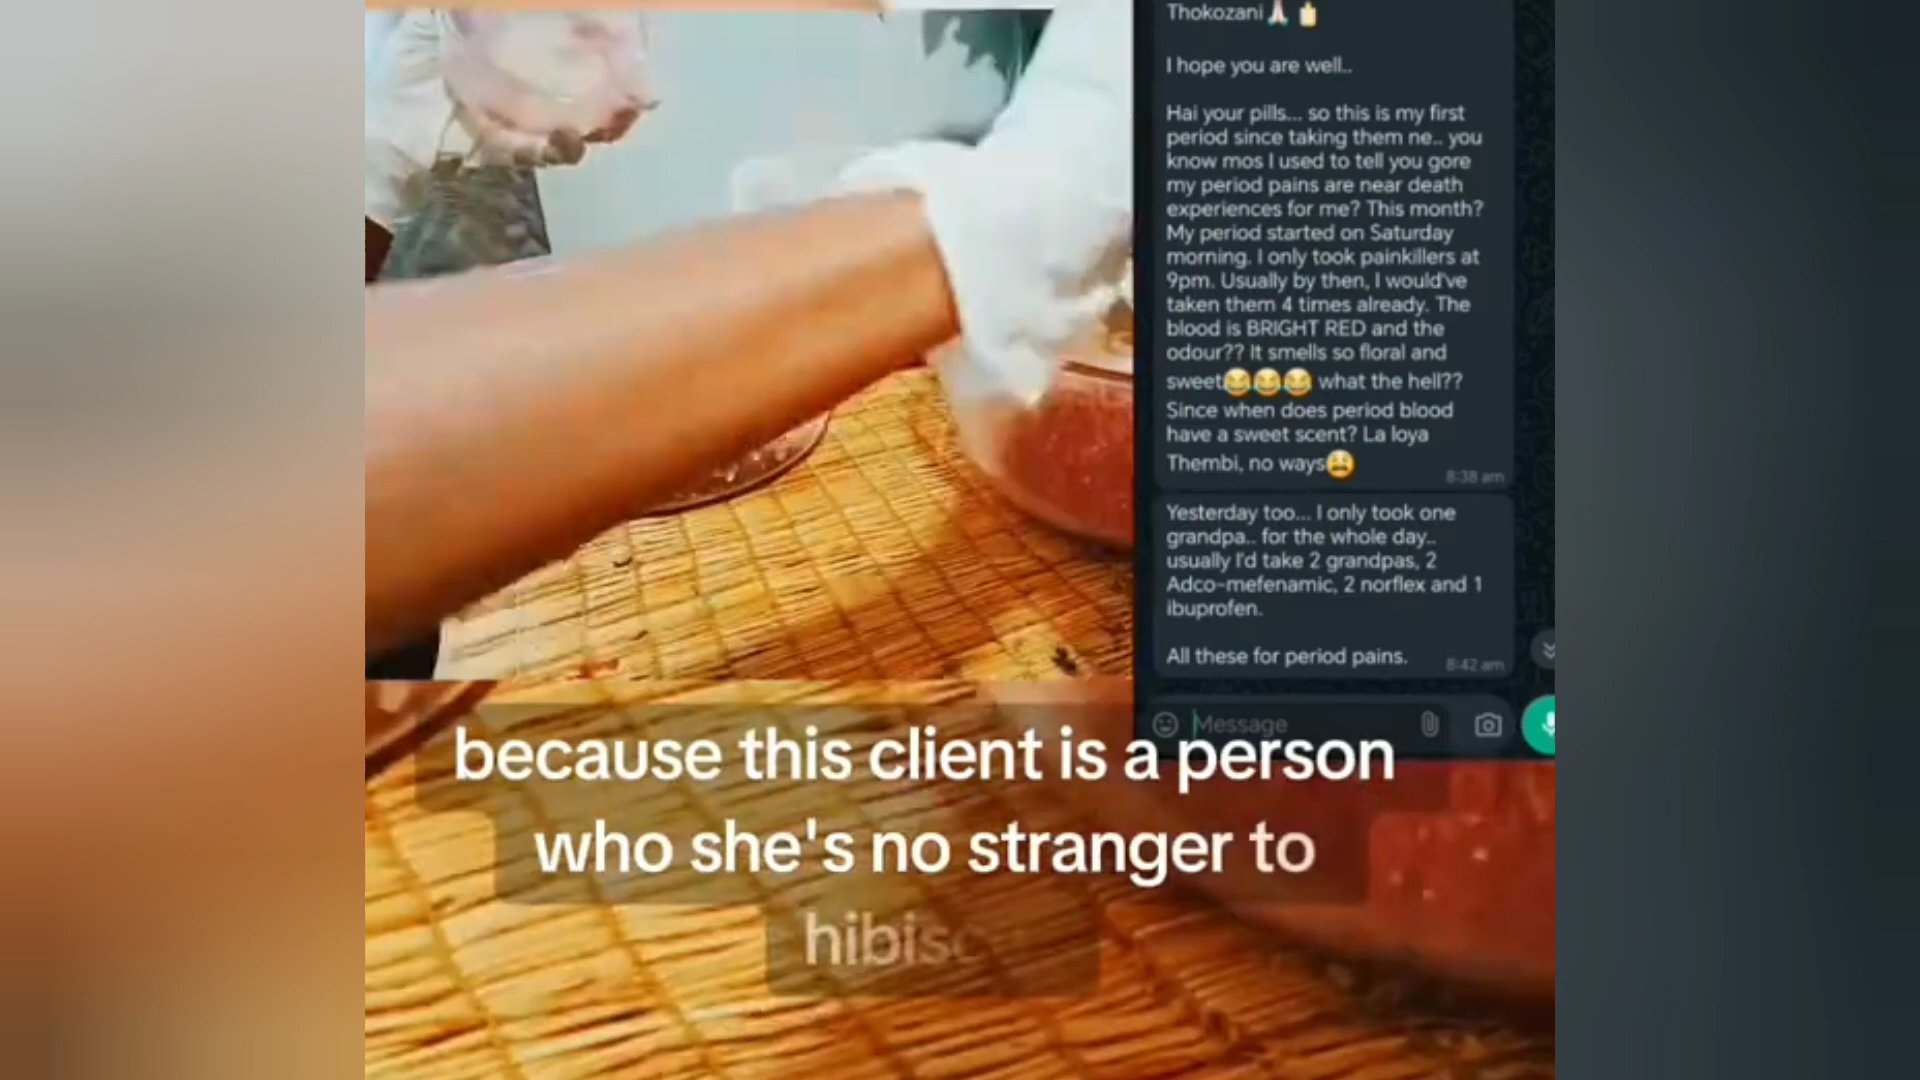 Thokozani🙏🏻🕯️
I hope you are well..
Hai your pills... so this is my first
period since taking them ne.. you
know mos I used to tell you gore
my period pains are near death
experiences for me? This month?
My period started on Saturday
morning. I only took painkillers at
9pm. Usually by then, I would've
taken them 4 times already. The
blood is BRIGHT RED and the
odour?? It smells so floral and
sweet😂😂😂 what the hell??
Since when does period blood
have a sweet scent? La loya
Thembi, no ways😫
8:38 am
Yesterday too... I only took one
grandpa.. for the whole day..
usually I'd take 2 grandpas, 2
Adco-mefenamic, 2 norflex and 1
ibuprofen.
All these for period pains.
8:42 am
Message
because this client is a person
who she's no stranger to